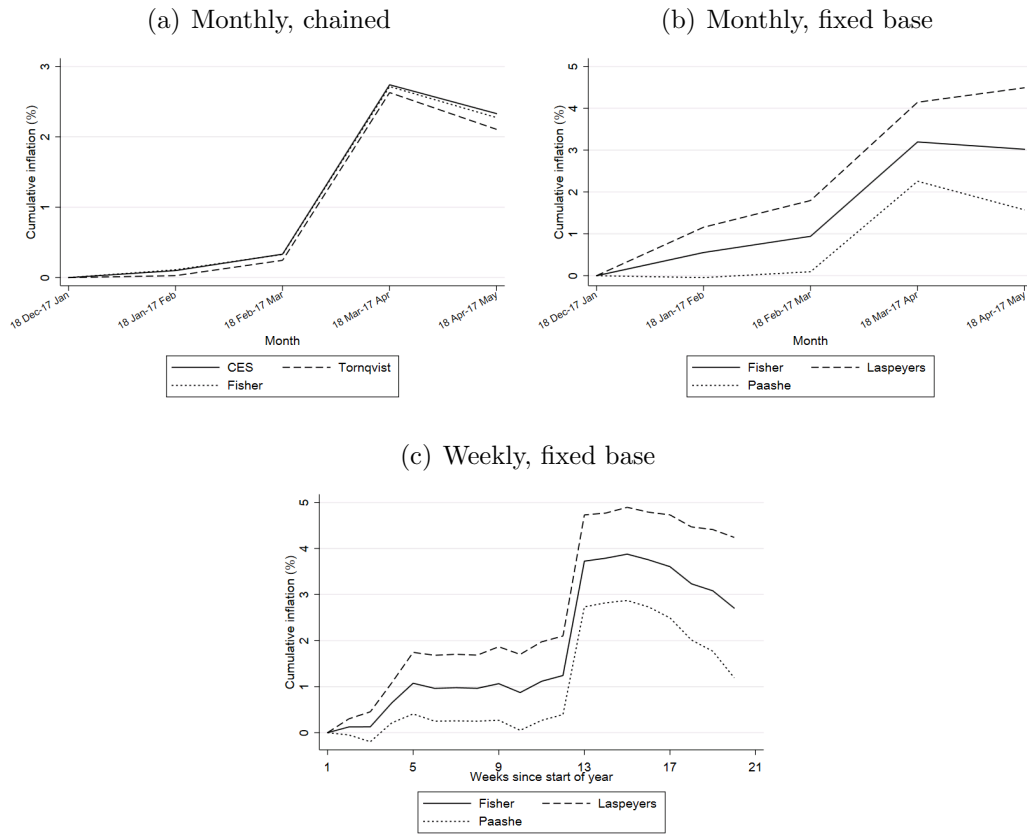 (a) Monthly, chained
Cumulative inflation (%)
3
2
1
0
18 Dec-17 Jan
18 Jan-17 Feb
18 Feb-17 Mar
18 Mar-17 Apr
18 Apr-17 May
Month
CES
Tornqvist
Fisher
(b) Monthly, fixed base
Cumulative inflation (%)
5
4
3
2
1
0
18 Dec-17 Jan
18 Jan-17 Feb
18 Feb-17 Mar
18 Mar-17 Apr
18 Apr-17 May
Month
Fisher
Laspeyers
Paashe
(c) Weekly, fixed base
Cumulative inflation (%)
5
4
3
2
1
0
1
5
9
13
17
21
Weeks since start of year
Fisher
Laspeyers
Paashe